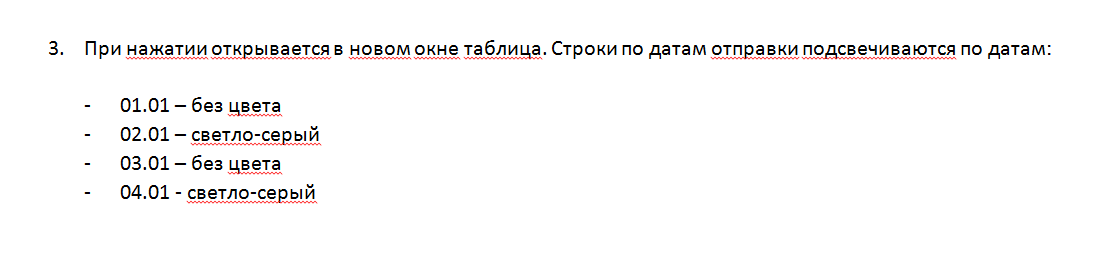 3. При нажатии открывается в новом окне таблица. Строки по датам отправки подсвечиваются по датам:
- 01.01 – без цвета
- 02.01 – светло-серый
- 03.01 – без цвета
- 04.01 - светло-серый